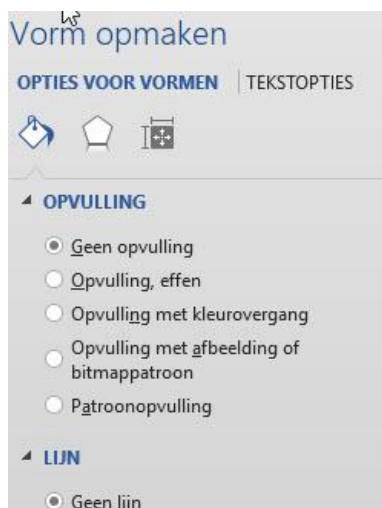 Vorm opmaken
OPTIES VOOR VORMEN TEKSTOPTIES
OPVULLING
Geen opvulling
Opvulling, effen
Opvulling met kleurovergang
Opvulling met afbeelding of
bitmappatroon
Patroonopvulling
LIJN
Geen lijn